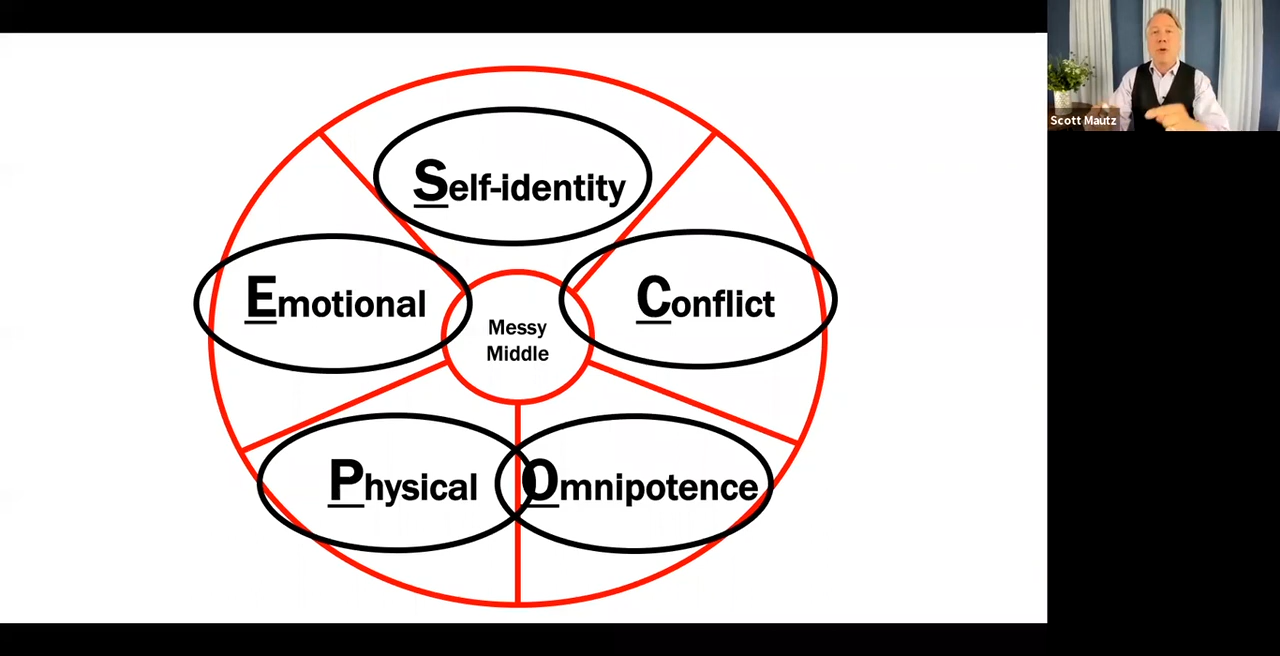 Self-identity
Emotional
Conflict
Messy
Middle
Physical
Omnipotence
Scott Mautz